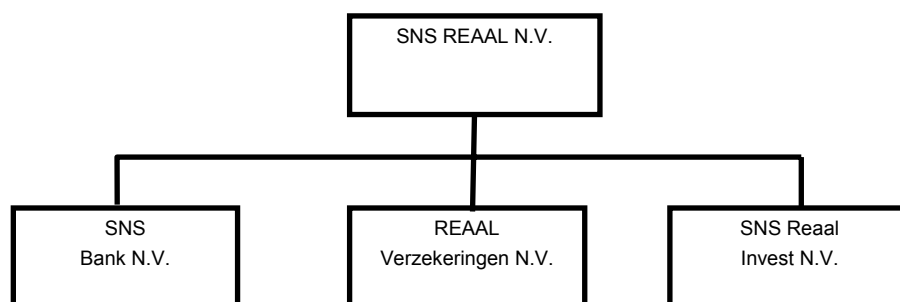 SNS REAAL N.V.
SNS
Bank N.V.
REAAL
Verzekeringen N.V.
SNS Reaal
Invest N.V.